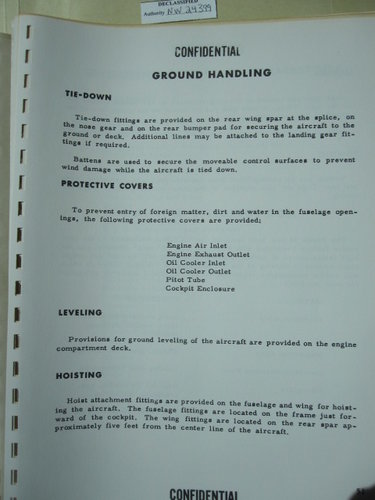 DECLASSIFIED
Authority NW 24399
CONFIDENTIAL
GROUND HANDLING
TIE-DOWN
Tie-down fittings are provided on the rear wing spar at the splice, on
the nose gear and on the rear bumper pad for securing the aircraft to the
ground or deck. Additional lines may be attached to the landing gear fit-
tings if required.
Battens are used to secure the moveable control surfaces to prevent
wind damage while the aircraft is tied down.
PROTECTIVE COVERS
To prevent entry of foreign matter, dirt and water in the fuselage open-
ings, the following protective covers are provided:
Engine Air Inlet
Engine Exhaust Outlet
Oil Cooler Inlet
Oil Cooler Outlet
Pitot Tube
Cockpit Enclosure
LEVELING
Provisions for ground leveling of the aircraft are provided on the engine
compartment deck.
HOISTING
Hoist attachment fittings are provided on the fuselage and wing for hoist-
ing the aircraft. The fuselage fittings are located on the frame just for-
ward of the cockpit. The wing fittings are located on the rear spar ap-
proximately five feet from the center line of the aircraft.
CONFIDENTIAL